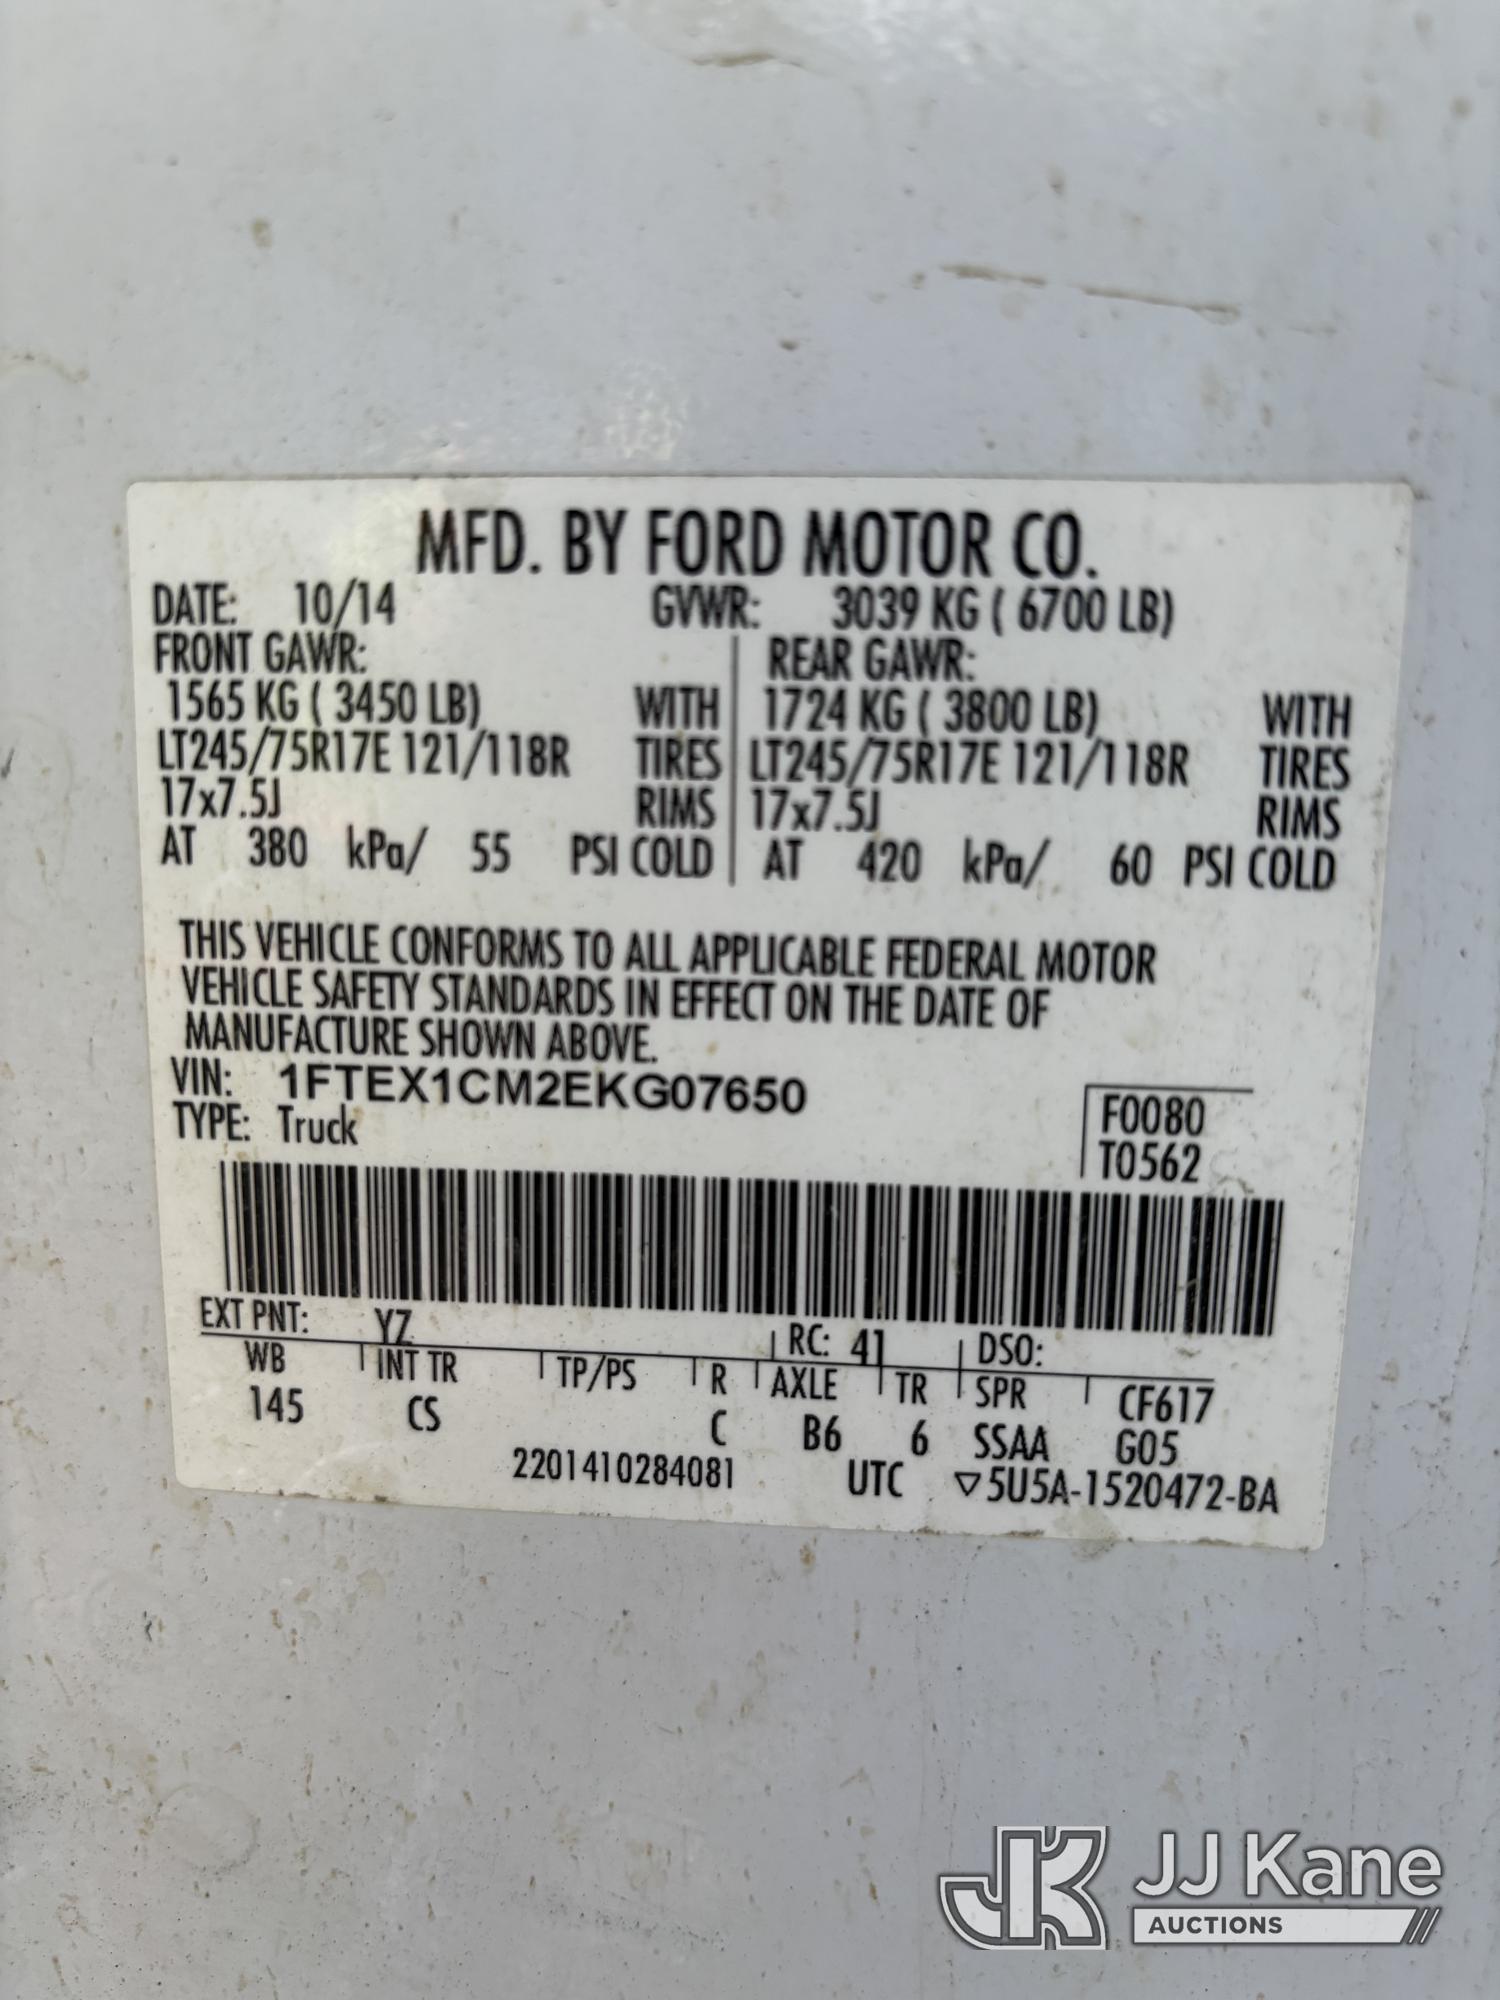 MFD. BY FORD MOTOR CO.
DATE: 10/14 GVWR: 3039 KG ( 6700 LB)
FRONT GAWR: REAR GAWR:
1565 KG ( 3450 LB) WITH 1724 KG ( 3800 LB) WITH
LT245/75R17E 121/118R TIRES LT245/75R17E 121/118R TIRES
17x7.5J RIMS 17x7.5J RIMS
AT 380 kPa/ 55 PSI COLD AT 420 kPa/ 60 PSI COLD
THIS VEHICLE CONFORMS TO ALL APPLICABLE FEDERAL MOTOR
VEHICLE SAFETY STANDARDS IN EFFECT ON THE DATE OF
MANUFACTURE SHOWN ABOVE.
VIN: 1FTEX1CM2EKG07650
TYPE: Truck
F0080
T0562
EXT PNT: YZ RC: 41 DSO:
WB INT TR TP/PS R AXLE TR SPR CF617
145 CS C B6 6 SSAA G05
2201410284081 UTC ▽5U5A-1520472-BA
JJ Kane
AUCTIONS